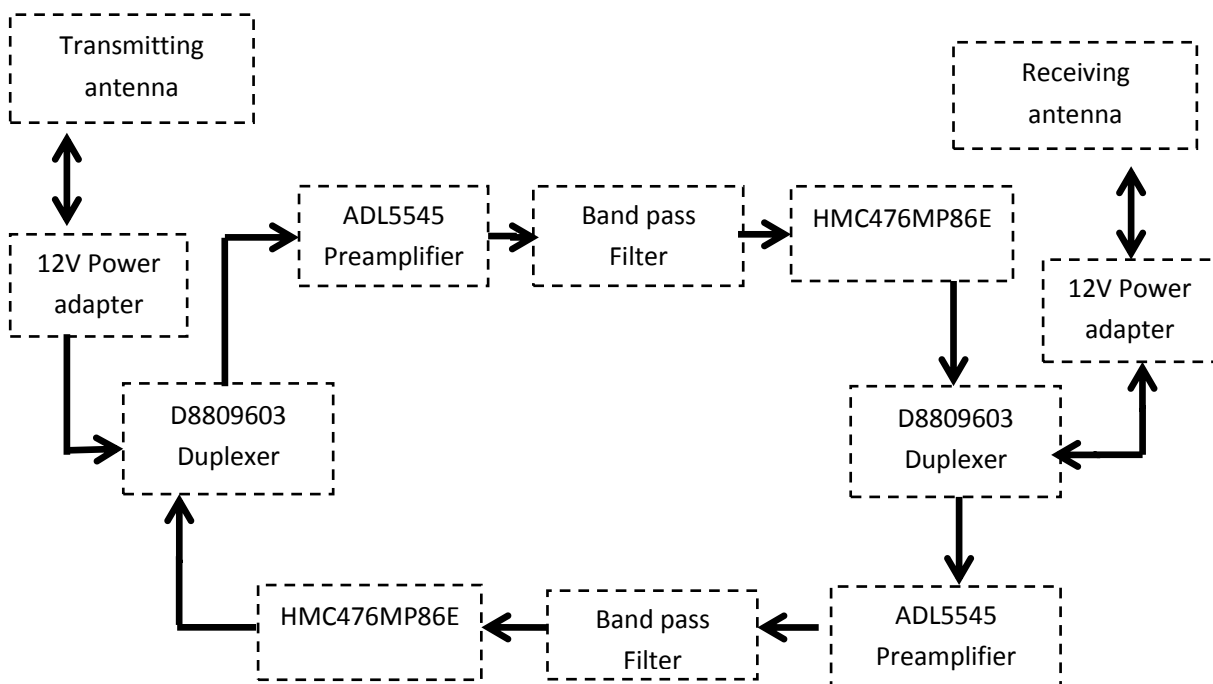 Transmitting
antenna
Receiving
antenna
ADL5545
Preamplifier
Band pass
Filter
HMC476MP86E
12V Power
adapter
12V Power
adapter
D8809603
Duplexer
D8809603
Duplexer
HMC476MP86E
Band pass
Filter
ADL5545
Preamplifier